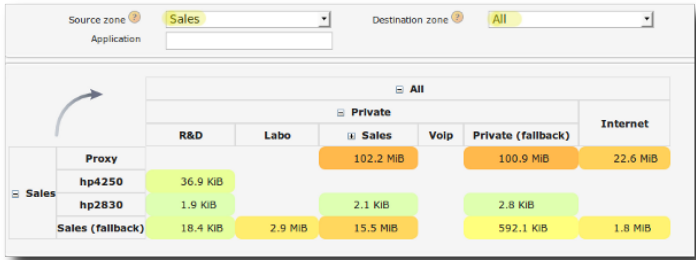 Source zone ? Sales Destination zone ? All
Application
All
Private
Internet
R&D Labo Sales Voip Private (fallback)
Proxy 102.2 MiB 100.9 MiB 22.6 MiB
hp4250 36.9 KiB
Sales
hp2830 1.9 KiB 2.1 KiB 2.8 KiB
Sales (fallback) 18.4 KiB 2.9 MiB 15.5 MiB 592.1 KiB 1.8 MiB